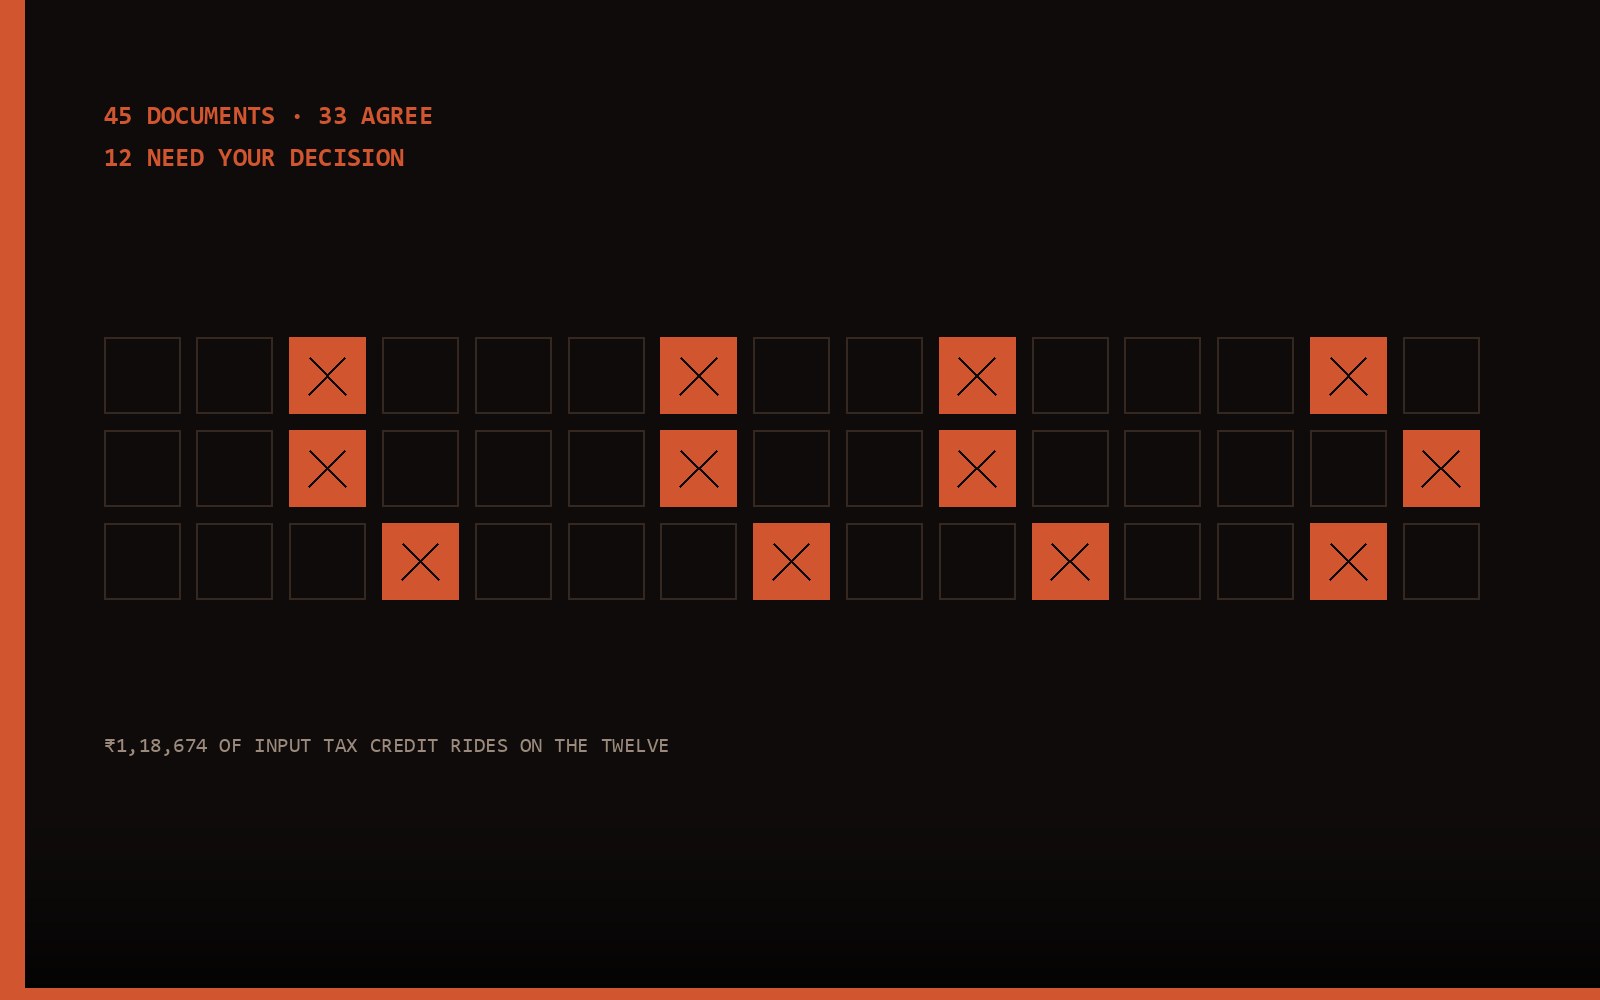 45 DOCUMENTS · 33 AGREE
12 NEED YOUR DECISION
₹1,18,674 OF INPUT TAX CREDIT RIDES ON THE TWELVE